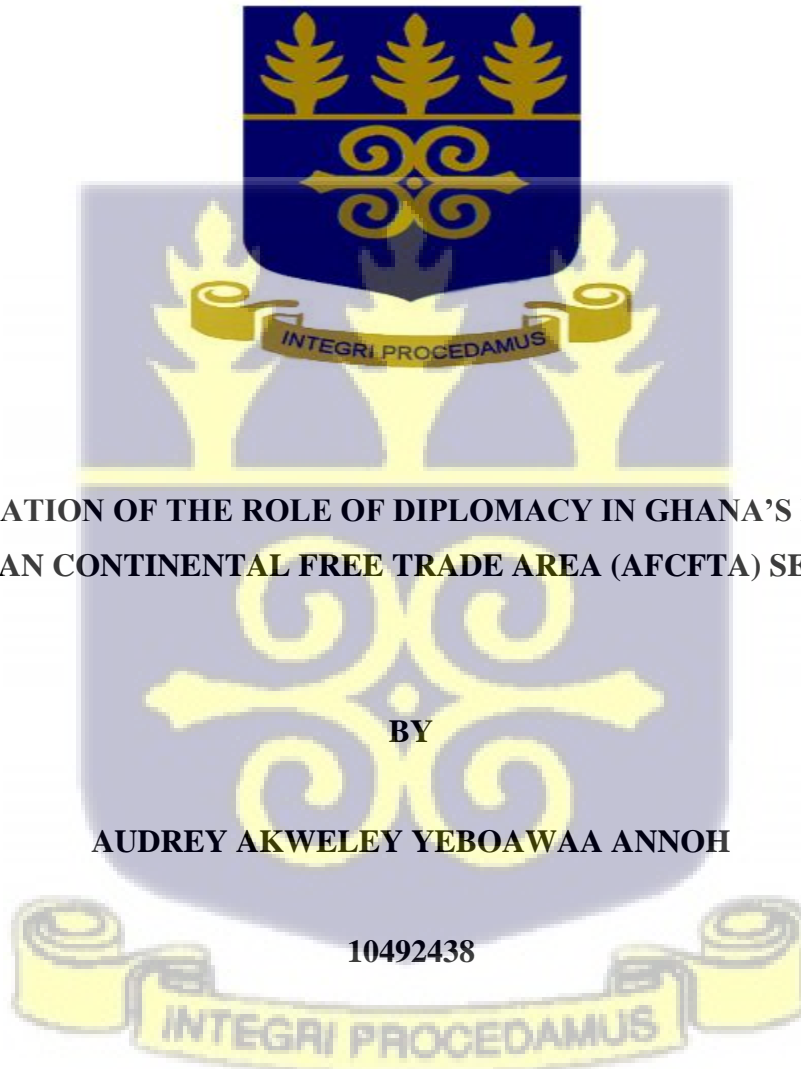 INTEGRI PROCEDAMUS
ATION OF THE ROLE OF DIPLOMACY IN GHANA’S
AN CONTINENTAL FREE TRADE AREA (AFCFTA) SE
BY
AUDREY AKWELEY YEBOAWAA ANNOH
10492438
INTEGRI PROCEDAMUS